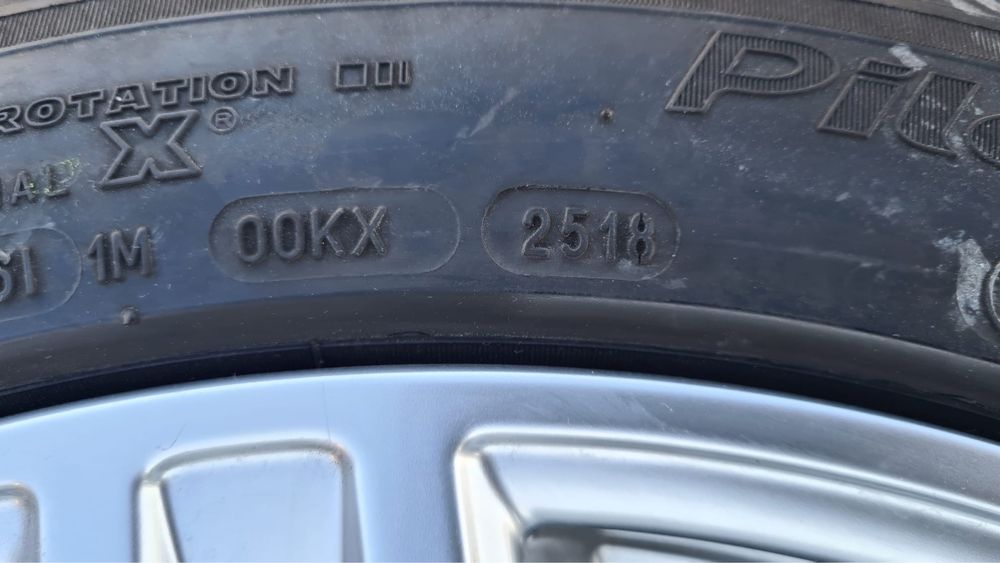 ROTATION
X®
1M 00KX 2518